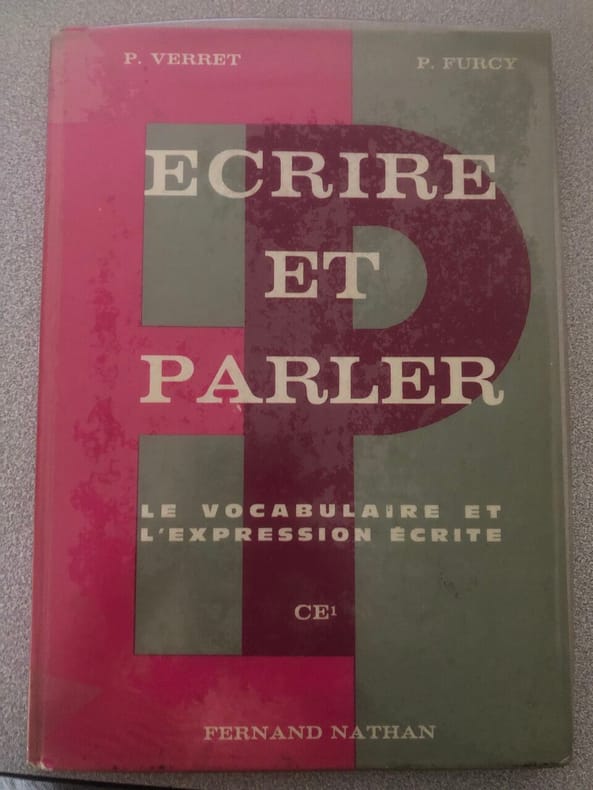 P. VERRET
P. FURCY
ECRIRE
ET
PARLER
LE VOCABULAIRE ET
L'EXPRESSION ÉCRITE
CE¹
FERNAND NATHAN